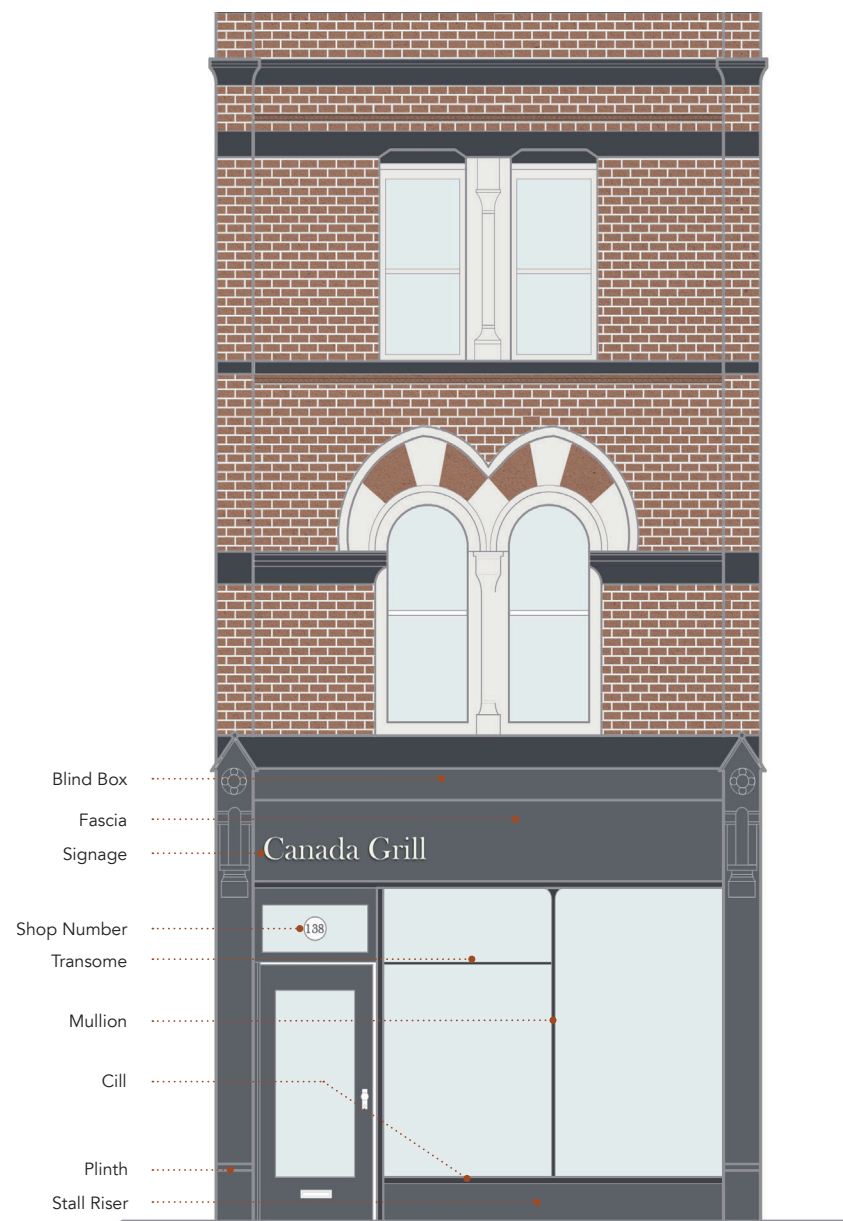 Blind Box
Fascia
Signage
Canada Grill
Shop Number
138
Transome
Mullion
Cill
Plinth
Stall Riser